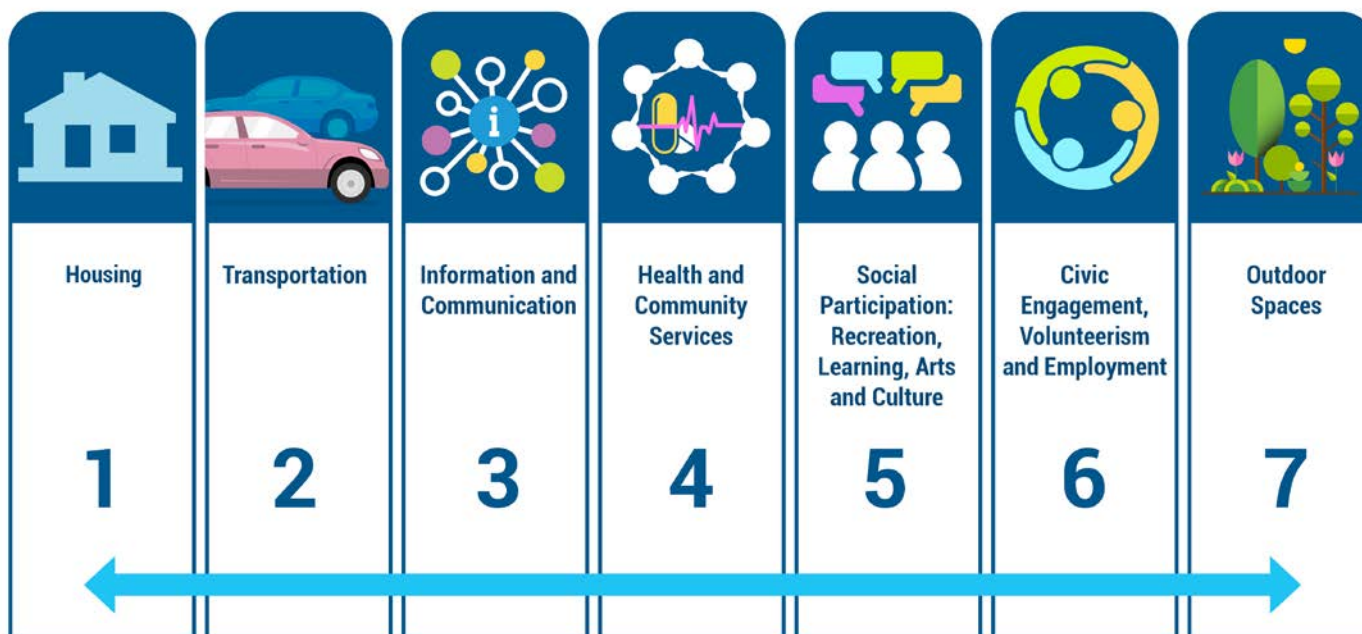 i
Housing
Transportation
Information and
Communication
Health and
Community
Services
Social
Participation:
Recreation,
Learning, Arts
and Culture
Civic
Engagement,
Volunteerism
and Employment
Outdoor
Spaces
1
2
3
4
5
6
7